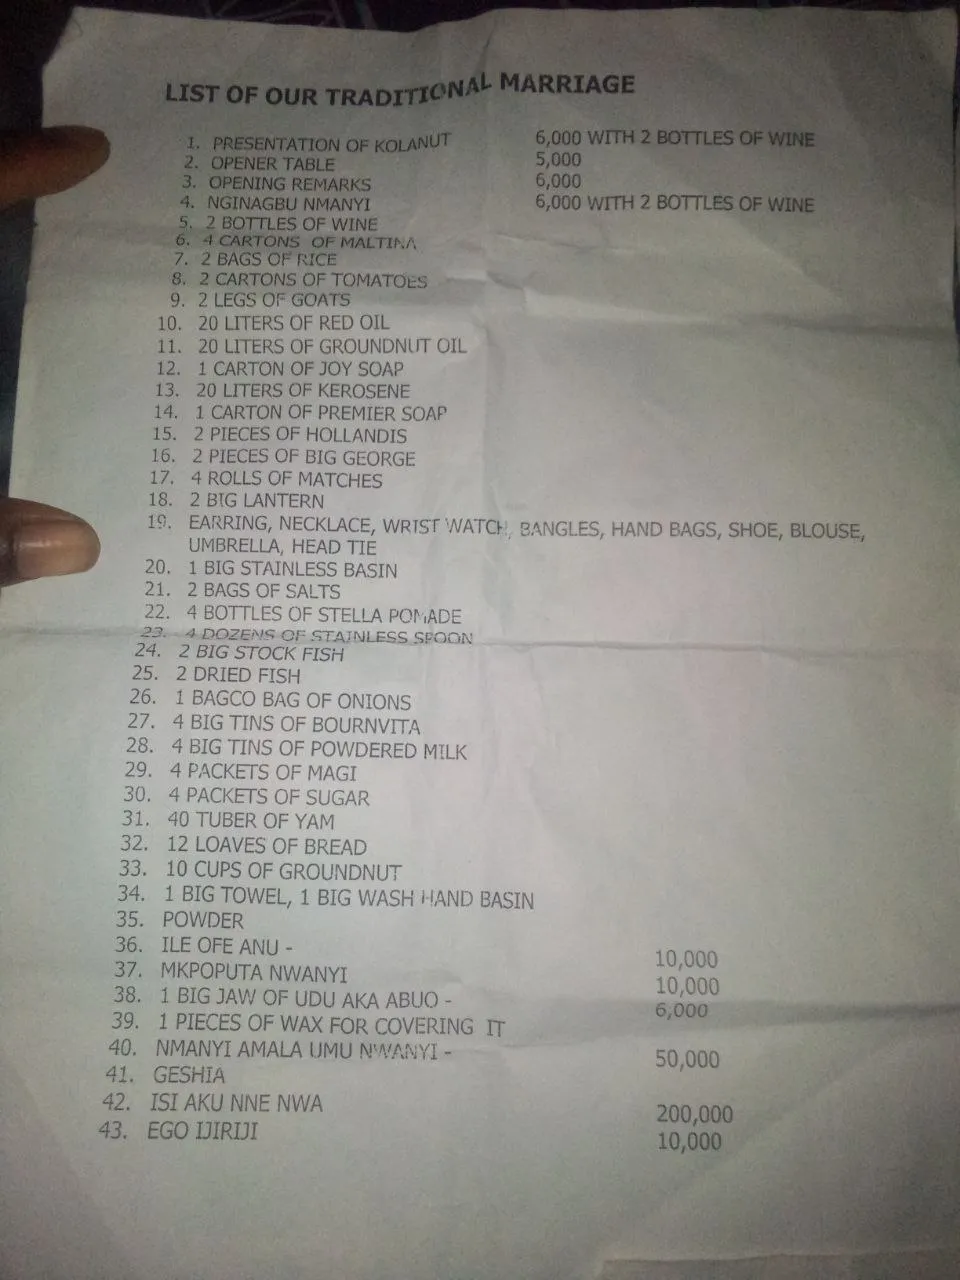 LIST OF OUR TRADITIONAL MARRIAGE
1. PRESENTATION OF KOLANUT 6,000 WITH 2 BOTTLES OF WINE
2. OPENER TABLE 5,000
3. OPENING REMARKS 6,000
4. NGINAGBU NMANYI 6,000 WITH 2 BOTTLES OF WINE
5. 2 BOTTLES OF WINE
6. 4 CARTONS OF MALTINA
7. 2 BAGS OF RICE
8. 2 CARTONS OF TOMATOES
9. 2 LEGS OF GOATS
10. 20 LITERS OF RED OIL
11. 20 LITERS OF GROUNDNUT OIL
12. 1 CARTON OF JOY SOAP
13. 20 LITERS OF KEROSENE
14. 1 CARTON OF PREMIER SOAP
15. 2 PIECES OF HOLLANDIS
16. 2 PIECES OF BIG GEORGE
17. 4 ROLLS OF MATCHES
18. 2 BIG LANTERN
19. EARRING, NECKLACE, WRIST WATCH, BANGLES, HAND BAGS, SHOE, BLOUSE,
UMBRELLA, HEAD TIE
20. 1 BIG STAINLESS BASIN
21. 2 BAGS OF SALTS
22. 4 BOTTLES OF STELLA POMADE
23. 4 DOZENS OF STAINLESS SPOON
24. 2 BIG STOCK FISH
25. 2 DRIED FISH
26. 1 BAGCO BAG OF ONIONS
27. 4 BIG TINS OF BOURNVITA
28. 4 BIG TINS OF POWDERED MILK
29. 4 PACKETS OF MAGI
30. 4 PACKETS OF SUGAR
31. 40 TUBER OF YAM
32. 12 LOAVES OF BREAD
33. 10 CUPS OF GROUNDNUT
34. 1 BIG TOWEL, 1 BIG WASH HAND BASIN
35. POWDER
36. ILE OFE ANU - 10,000
37. MKPOPUTA NWANYI 10,000
38. 1 BIG JAW OF UDU AKA ABUO - 6,000
39. 1 PIECES OF WAX FOR COVERING IT
40. NMANYI AMALA UMU NWANYI - 50,000
41. GESHIA
42. ISI AKU NNE NWA 200,000
43. EGO IJIRIJI 10,000